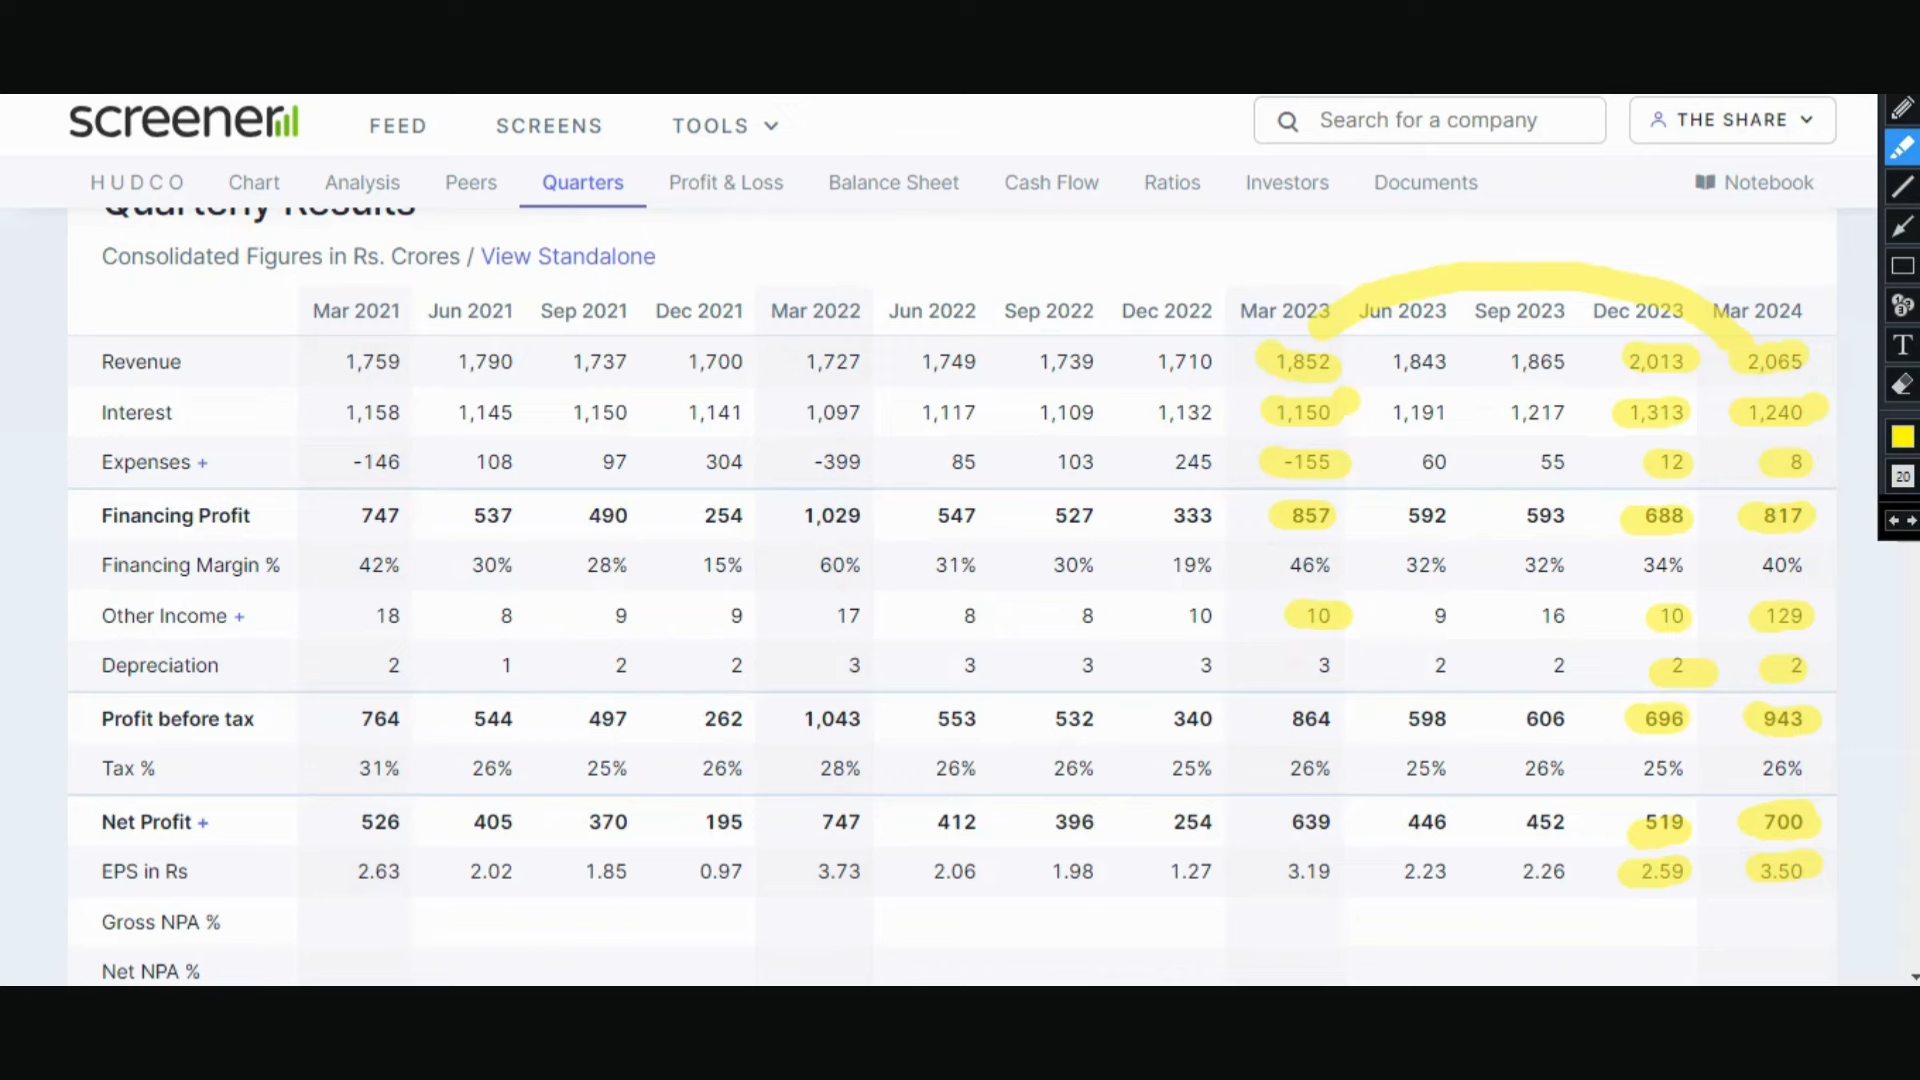 screener
FEED SCREENS TOOLS
Search for a company
THE SHARE
H U D C O Chart Analysis Peers Quarters Profit & Loss Balance Sheet Cash Flow Ratios Investors Documents Notebook
Quarterly Results
Consolidated Figures in Rs. Crores / View Standalone
Mar 2021 Jun 2021 Sep 2021 Dec 2021 Mar 2022 Jun 2022 Sep 2022 Dec 2022 Mar 2023 Jun 2023 Sep 2023 Dec 2023 Mar 2024
Revenue 1,759 1,790 1,737 1,700 1,727 1,749 1,739 1,710 1,852 1,843 1,865 2,013 2,065
Interest 1,158 1,145 1,150 1,141 1,097 1,117 1,109 1,132 1,150 1,191 1,217 1,313 1,240
Expenses + -146 108 97 304 -399 85 103 245 -155 60 55 12 8
Financing Profit 747 537 490 254 1,029 547 527 333 857 592 593 688 817
Financing Margin % 42% 30% 28% 15% 60% 31% 30% 19% 46% 32% 32% 34% 40%
Other Income + 18 8 9 9 17 8 8 10 10 9 16 10 129
Depreciation 2 1 2 2 3 3 3 3 3 2 2 2 2
Profit before tax 764 544 497 262 1,043 553 532 340 864 598 606 696 943
Tax % 31% 26% 25% 26% 28% 26% 26% 25% 26% 25% 26% 25% 26%
Net Profit + 526 405 370 195 747 412 396 254 639 446 452 519 700
EPS in Rs 2.63 2.02 1.85 0.97 3.73 2.06 1.98 1.27 3.19 2.23 2.26 2.59 3.50
Gross NPA %
Net NPA %
T
20